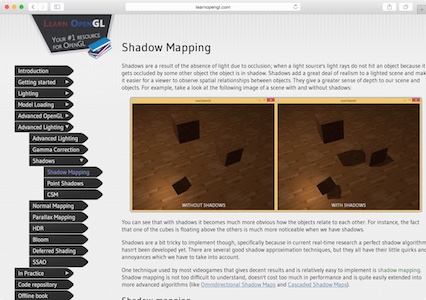 learnopengl.com
LEARN OPENGL
YOUR #1 RESOURCE
FOR OPENGL
Introduction
Getting started
Lighting
Model Loading
Advanced OpenGL
Advanced Lighting
Advanced Lighting
Gamma Correction
Shadows
Shadow Mapping
Point Shadows
CSM
Normal Mapping
Parallax Mapping
HDR
Bloom
Deferred Shading
SSAO
In Practice
Code repository
Offline book
Shadow Mapping
Shadows are a result of the absence of light due to occlusion; when a light source's light rays do not hit an object because it
gets occluded by some other object the object is in shadow. Shadows add a great deal of realism to a lighted scene and make
it easier for a viewer to observe spatial relationships between objects. They give a greater sense of depth to our scene and
objects. For example, take a look at the following image of a scene with and without shadows:
WITHOUT SHADOWS
WITH SHADOWS
You can see that with shadows it becomes much more obvious how the objects relate to each other. For instance, the fact
that one of the cubes is floating above the others is much more noticeable when we have shadows.
Shadows are a bit tricky to implement though, specifically because in current real-time research a perfect shadow algorithm
hasn't been developed yet. There are several good shadow approximation techniques, but they all have their little quirks and
annoyances which we have to take into account.
One technique used by most videogames that gives decent results and is relatively easy to implement is shadow mapping.
Shadow mapping is not too difficult to understand, doesn't cost too much in performance and is quite easily extended into
more advanced algorithms (like Omnidirectional Shadow Maps and Cascaded Shadow Maps).
Shadow mapping